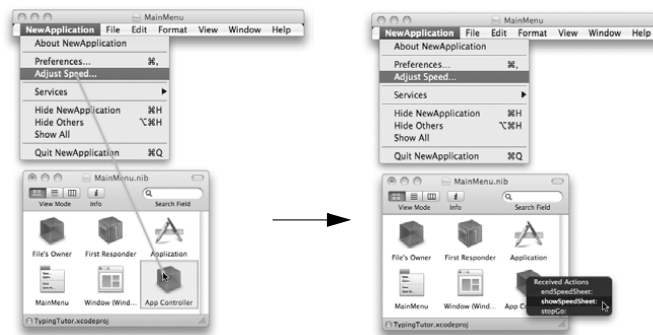 MainMenu
NewApplication File Edit Format View Window Help
About NewApplication
Preferences... ⌘,
Adjust Speed...
Services
Hide NewApplication ⌘H
Hide Others ⌥⌘H
Show All
Quit NewApplication ⌘Q
MainMenu.nib
View Mode Info Search Field
File's Owner First Responder Application
MainMenu Window (Wind... App Controller
TypingTutor.xcodeproj
MainMenu
NewApplication File Edit Format View Window Help
About NewApplication
Preferences... ⌘,
Adjust Speed...
Services
Hide NewApplication ⌘H
Hide Others ⌥⌘H
Show All
Quit NewApplication ⌘Q
MainMenu.nib
View Mode Info Search Field
File's Owner First Responder Application
Received Actions
endSpeedSheet:
MainMenu Window (Wind... App Co
showSpeedSheet:
stopGo:
TypingTutor.xcodeproj